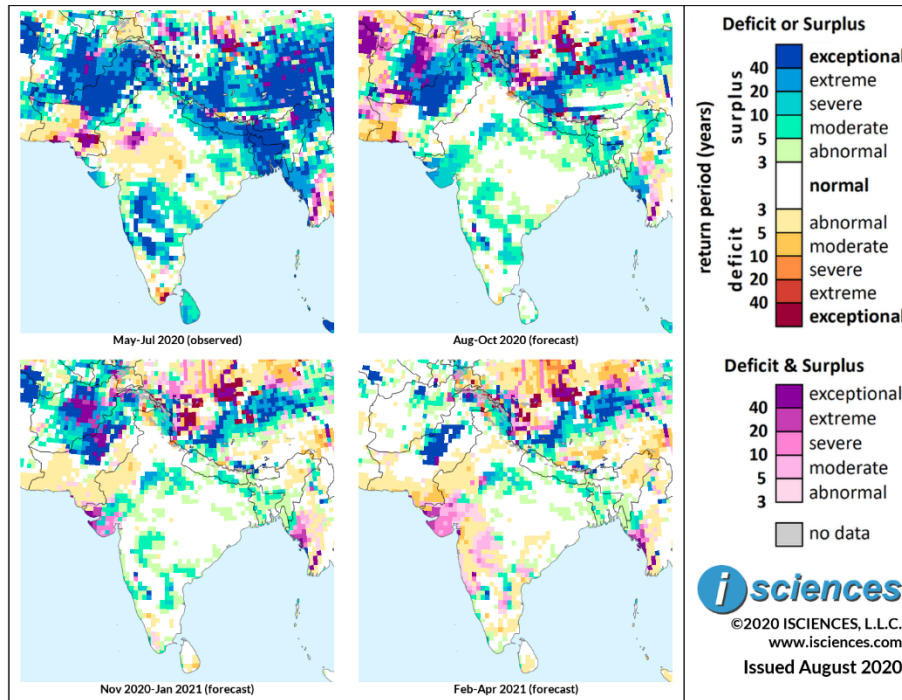 May-Jul 2020 (observed)
Aug-Oct 2020 (forecast)
Nov 2020-Jan 2021 (forecast)
Feb-Apr 2021 (forecast)
Deficit or Surplus
return period (years)
surplus
deficit
40
20
10
5
3
exceptional
extreme
severe
moderate
abnormal
normal
3
5
10
20
40
abnormal
moderate
severe
extreme
exceptional
Deficit & Surplus
40
20
10
5
3
exceptional
extreme
severe
moderate
abnormal
no data
i sciences
©2020 ISCIENCES, L.L.C.
www.isciences.com
Issued August 2020